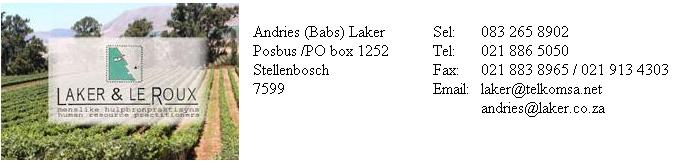 LAKER & LE ROUX
menslike hulpbronpraktisyns
human resource practitioners
Andries (Babs) Laker
Posbus /PO box 1252
Stellenbosch
7599
Sel: 083 265 8902
Tel: 021 886 5050
Fax: 021 883 8965 / 021 913 4303
Email: laker@telkomsa.net
andries@laker.co.za